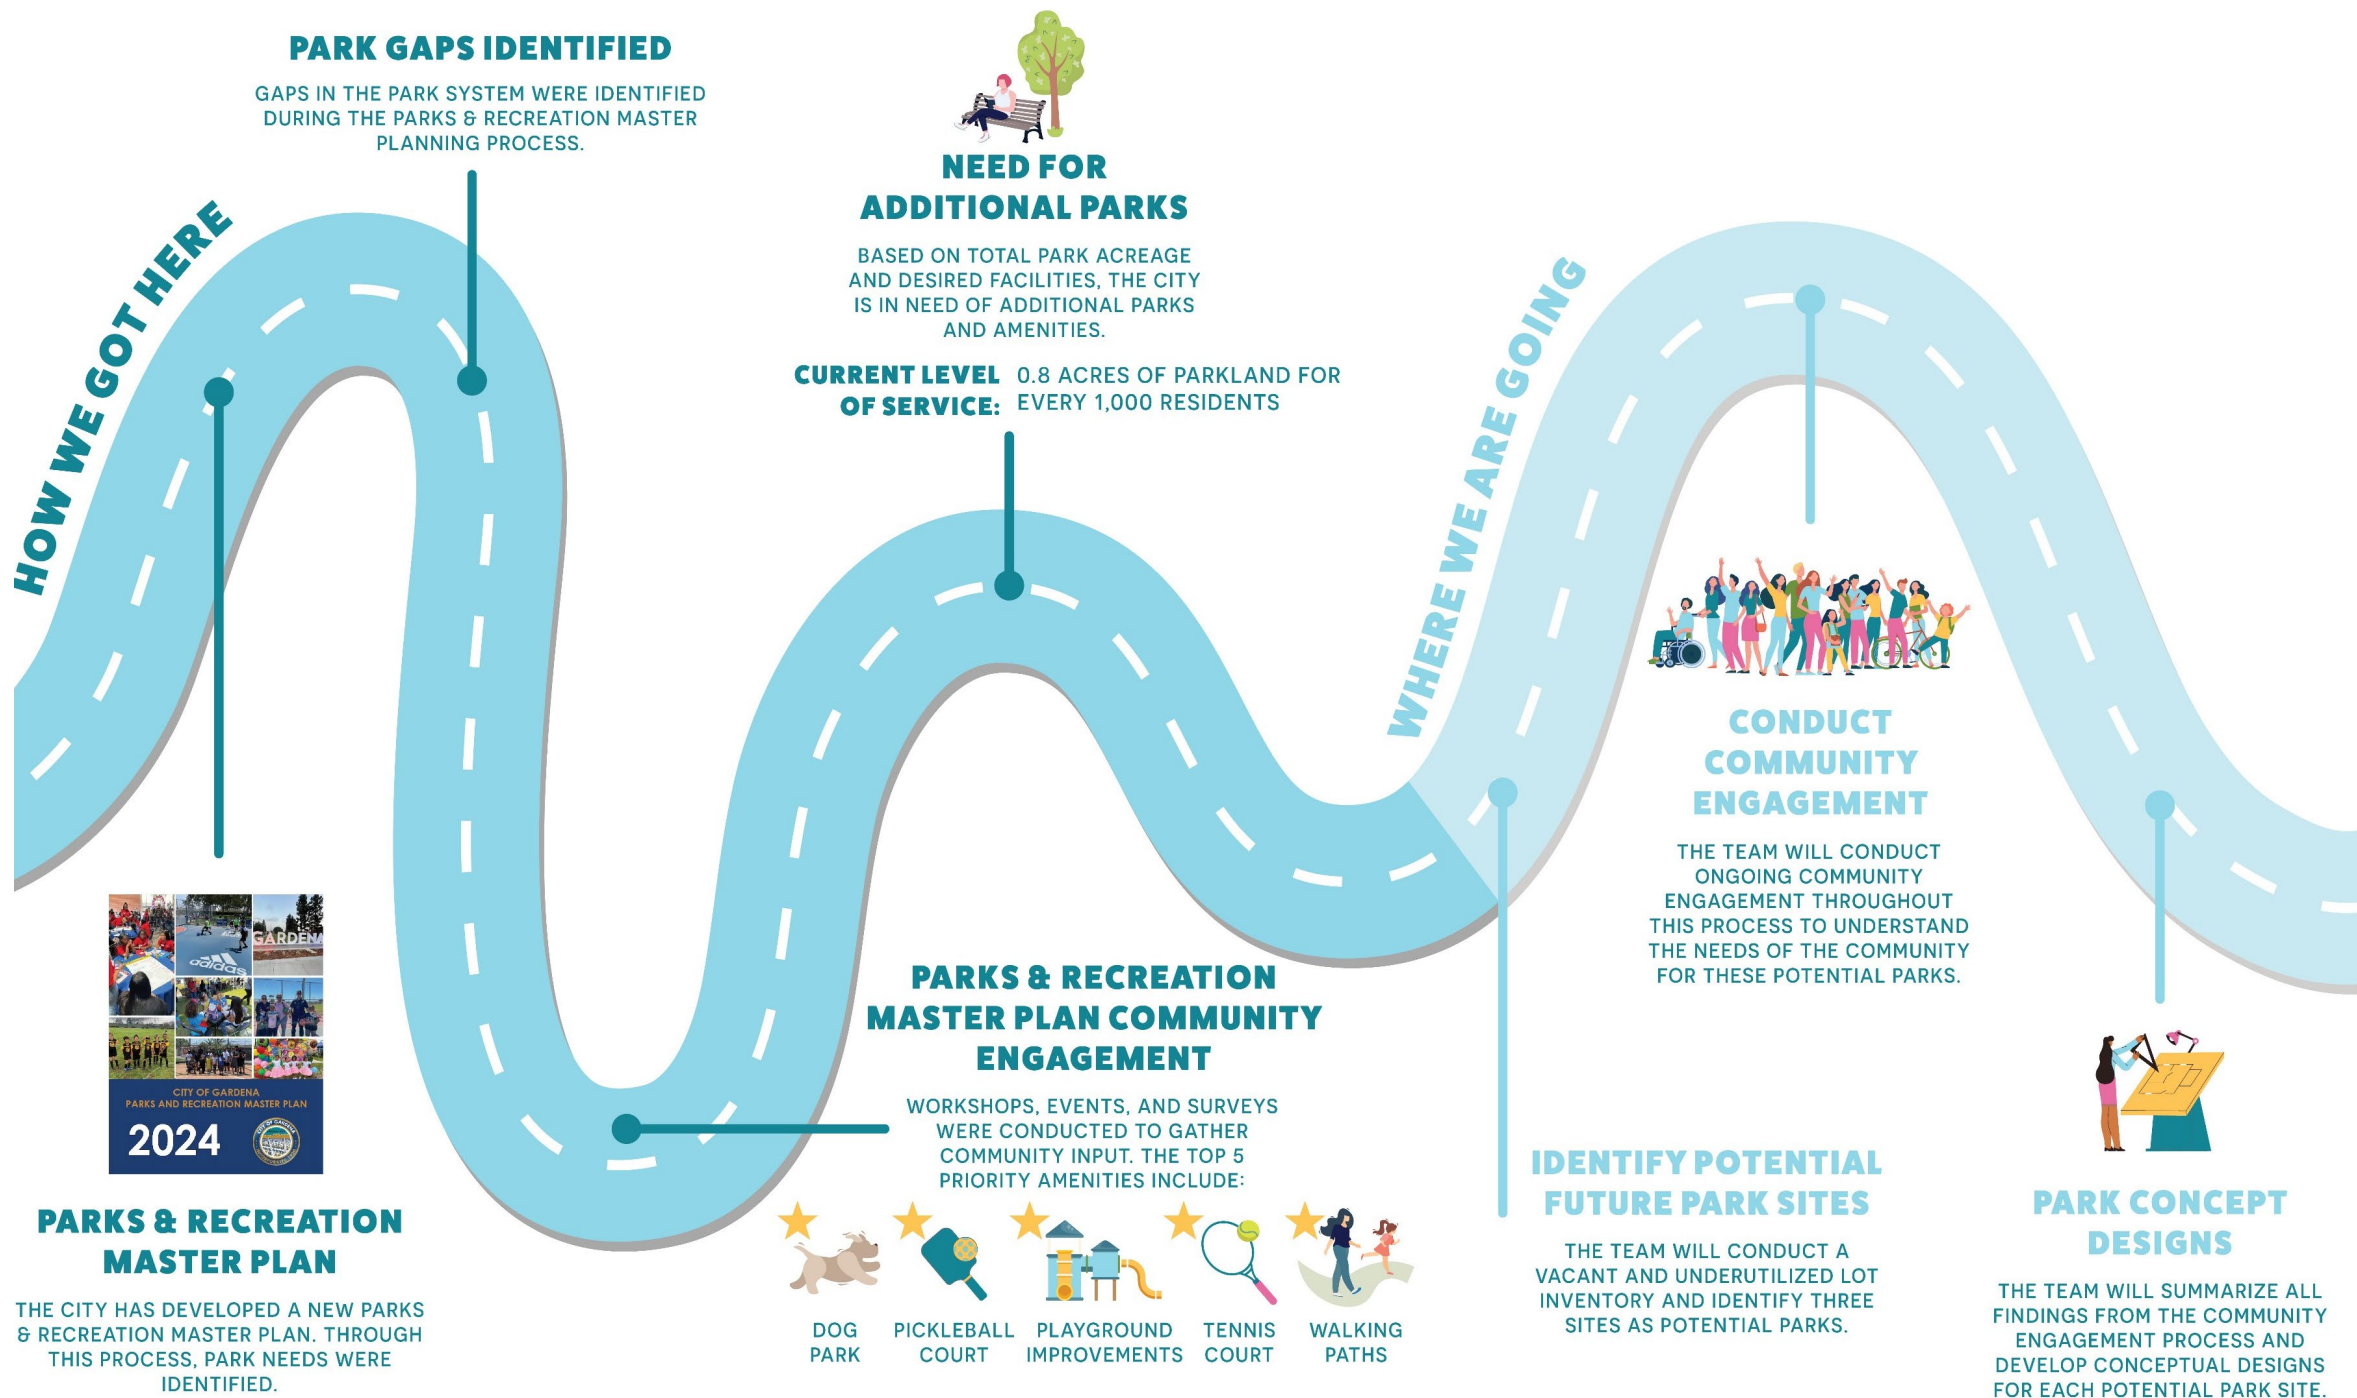 HOW WE GOT HERE
PARK GAPS IDENTIFIED
GAPS IN THE PARK SYSTEM WERE IDENTIFIED
DURING THE PARKS & RECREATION MASTER
PLANNING PROCESS.
NEED FOR
ADDITIONAL PARKS
BASED ON TOTAL PARK ACREAGE
AND DESIRED FACILITIES, THE CITY
IS IN NEED OF ADDITIONAL PARKS
AND AMENITIES.
CURRENT LEVEL
OF SERVICE:
0.8 ACRES OF PARKLAND FOR
EVERY 1,000 RESIDENTS
GARDENA
adidas
CITY OF GARDENA
PARKS AND RECREATION MASTER PLAN
2024
PARKS & RECREATION
MASTER PLAN
THE CITY HAS DEVELOPED A NEW PARKS
& RECREATION MASTER PLAN. THROUGH
THIS PROCESS, PARK NEEDS WERE
IDENTIFIED.
PARKS & RECREATION
MASTER PLAN COMMUNITY
ENGAGEMENT
WORKSHOPS, EVENTS, AND SURVEYS
WERE CONDUCTED TO GATHER
COMMUNITY INPUT. THE TOP 5
PRIORITY AMENITIES INCLUDE:
DOG
PARK
PICKLEBALL
COURT
PLAYGROUND
IMPROVEMENTS
TENNIS
COURT
WALKING
PATHS
WHERE WE ARE GOING
IDENTIFY POTENTIAL
FUTURE PARK SITES
THE TEAM WILL CONDUCT A
VACANT AND UNDERUTILIZED LOT
INVENTORY AND IDENTIFY THREE
SITES AS POTENTIAL PARKS.
CONDUCT
COMMUNITY
ENGAGEMENT
THE TEAM WILL CONDUCT
ONGOING COMMUNITY
ENGAGEMENT THROUGHOUT
THIS PROCESS TO UNDERSTAND
THE NEEDS OF THE COMMUNITY
FOR THESE POTENTIAL PARKS.
PARK CONCEPT
DESIGNS
THE TEAM WILL SUMMARIZE ALL
FINDINGS FROM THE COMMUNITY
ENGAGEMENT PROCESS AND
DEVELOP CONCEPTUAL DESIGNS
FOR EACH POTENTIAL PARK SITE.